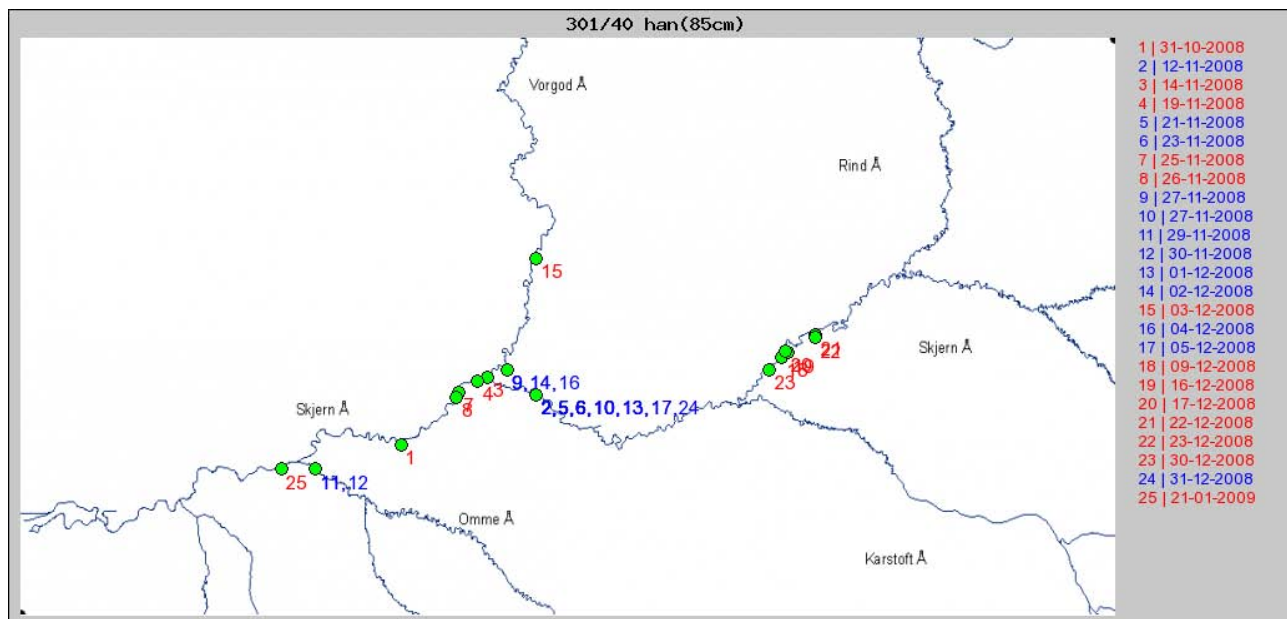 301/40 han(85cm)
Vorgod Å
Rind Å
15
Skjern Å
21
22
20
19
18
23
43
9, 14, 16
7
8
2,5,6,10,13,17,24
Skjern Å
1
25
11,12
Omme Å
Karstoft Å
1 | 31-10-2008
2 | 12-11-2008
3 | 14-11-2008
4 | 19-11-2008
5 | 21-11-2008
6 | 23-11-2008
7 | 25-11-2008
8 | 26-11-2008
9 | 27-11-2008
10 | 27-11-2008
11 | 29-11-2008
12 | 30-11-2008
13 | 01-12-2008
14 | 02-12-2008
15 | 03-12-2008
16 | 04-12-2008
17 | 05-12-2008
18 | 09-12-2008
19 | 16-12-2008
20 | 17-12-2008
21 | 22-12-2008
22 | 23-12-2008
23 | 30-12-2008
24 | 31-12-2008
25 | 21-01-2009